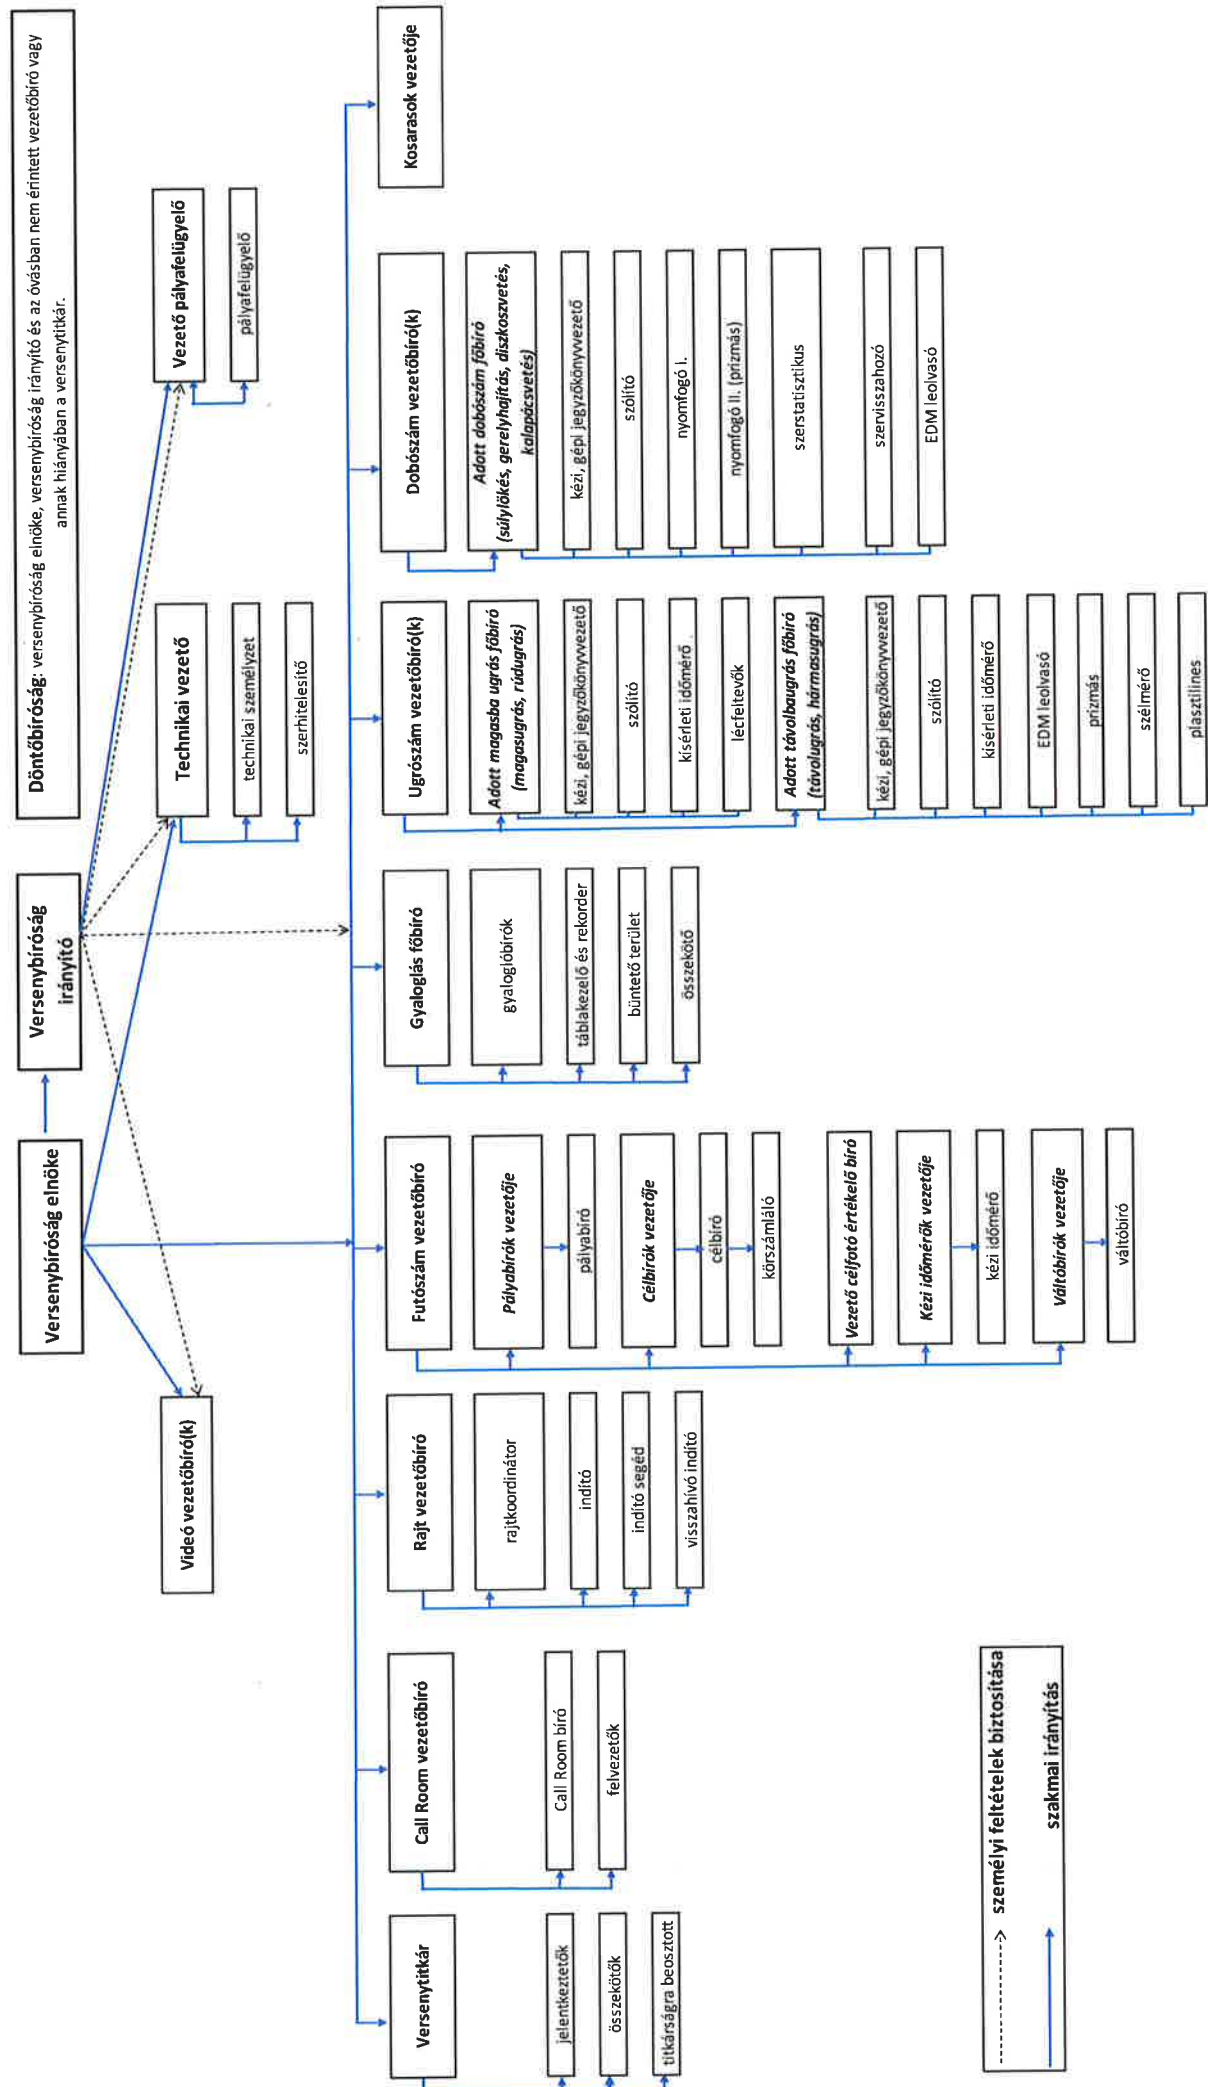 Döntőbíróság: versenybíróság elnöke, versenybíróság irányító és az óvásban nem érintett vezetőbíró vagy
annak hiányában a versenytitkár.
Versenybíróság elnöke
Versenybíróság
irányító
Videó vezetőbíró(k)
Technikai vezető
technikai személyzet
szerhitelesítő
Vezető pályafelügyelő
pályafelügyelő
Versenytitkár
jelentkeztetők
összekötők
titkárságra beosztott
Call Room vezetőbíró
Call Room bíró
felvezetők
Rajt vezetőbíró
rajtkoordinátor
indító
indító segéd
visszahívó indító
Futószám vezetőbíró
Pályabírók vezetője
pályabíró
Célbírók vezetője
célbíró
körszámláló
Vezető célfotó értékelő bíró
Kézi időmérők vezetője
kézi időmérő
Váltóbírók vezetője
váltóbíró
Gyaloglás főbíró
gyaloglóbírók
táblakezelő és rekorder
büntető terület
összekötő
Ugrószám vezetőbíró(k)
Adott magasba ugrás főbíró
(magasugrás, rúdugrás)
kézi, gépi jegyzőkönyvvezető
szólító
kísérleti időmérő
lécfeltevők
Adott távolbaugrás főbíró
(távolugrás, hármasugrás)
kézi, gépi jegyzőkönyvvezető
szólító
kísérleti időmérő
EDM leolvasó
prizmás
szélmérő
plasztilines
Dobószám vezetőbíró(k)
Adott dobószám főbíró
(súlylökés, gerelyhajítás, diszkoszvetés,
kalapácsvetés)
kézi, gépi jegyzőkönyvvezető
szólító
nyomfogó I.
nyomfogó II. (prizmás)
szerstatisztikus
szervisszahozó
EDM leolvasó
Kosarasok vezetője
személyi feltételek biztosítása
szakmai irányítás